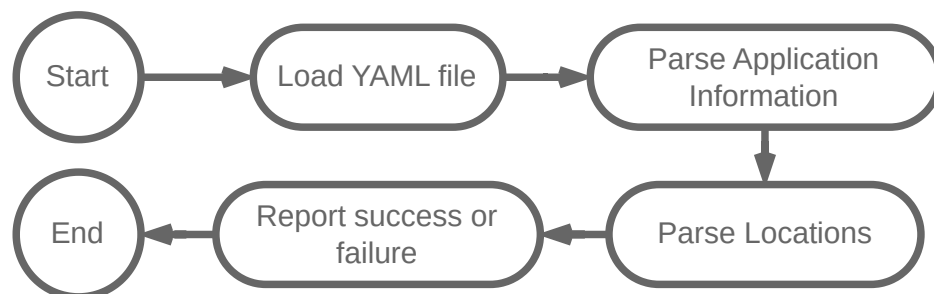 Start
Load YAML file
Parse Application
Information
Parse Locations
Report success or
failure
End